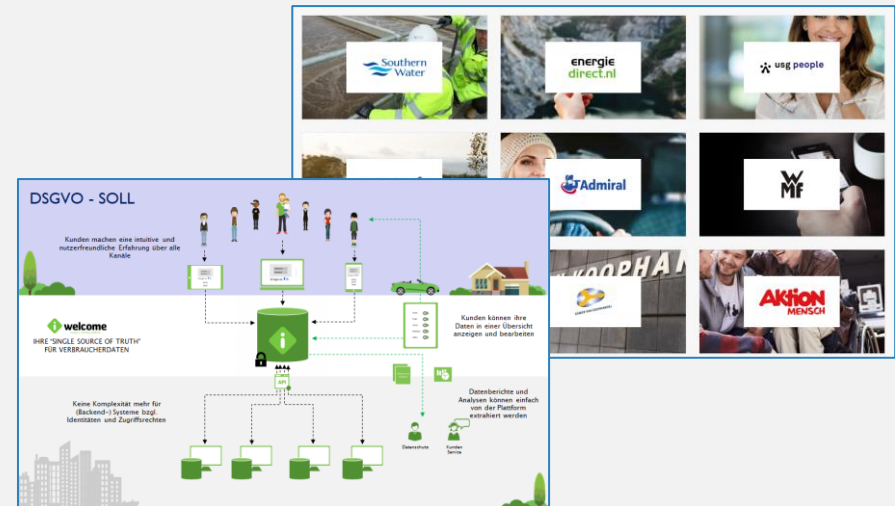 Southern
Water
energie
direct.nl
usg people
Admiral
WMF
KOOPHA
AKTION
MENSCH
DSGVO - SOLL
Kunden machen eine intuitive und
nutzerfreundliche Erfahrung über alle
Kanäle
welcome
IHRE "SINGLE SOURCE OF TRUTH"
FÜR VERBRAUCHERDATEN
Kunden können ihre
Daten in einer Übersicht
anzeigen und bearbeiten
API
Keine Komplexität mehr für
(Backend-) Systeme bzgl.
Identitäten und Zugriffsrechten
Datenberichte und
Analysen können einfach
von der Plattform
extrahiert werden
Datenschutz
Kunden
Service